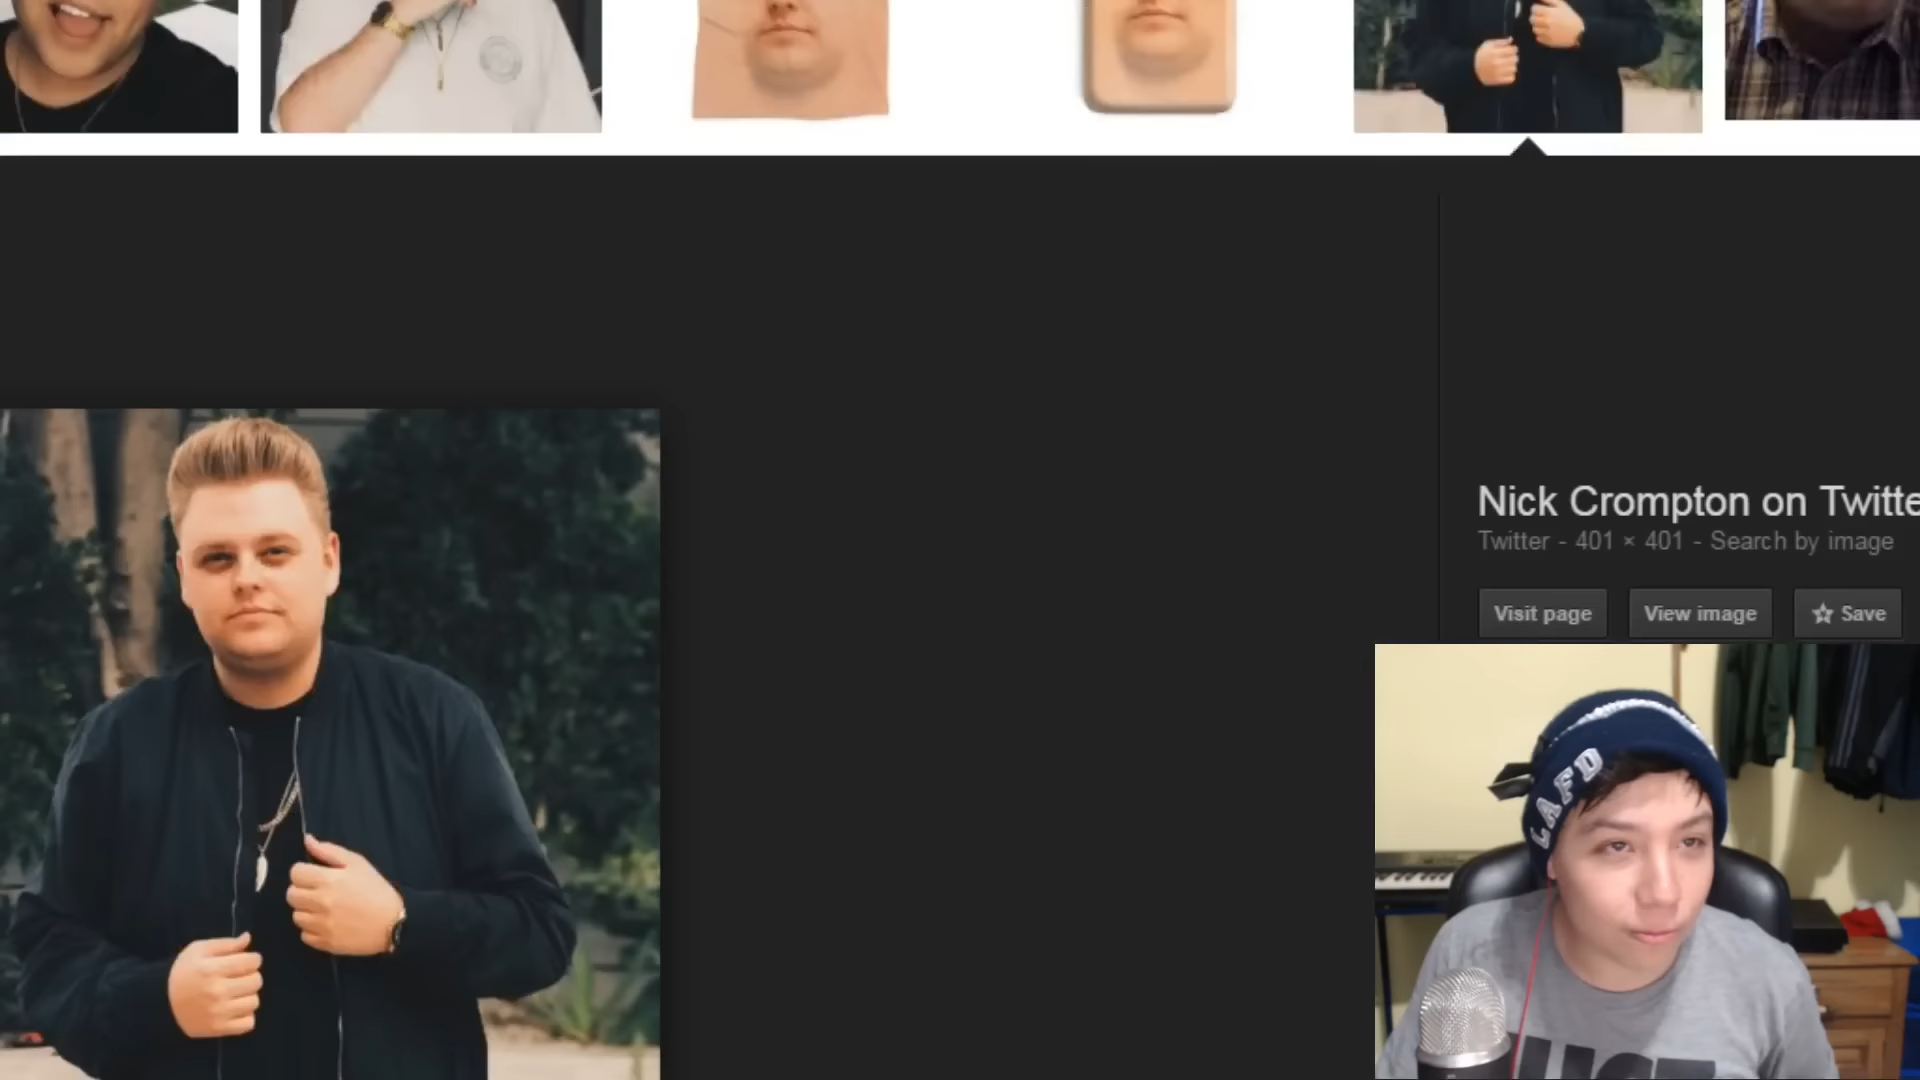 Nick Crompton on Twitte
Twitter - 401 × 401 - Search by image
Visit page View image Save
LAFD